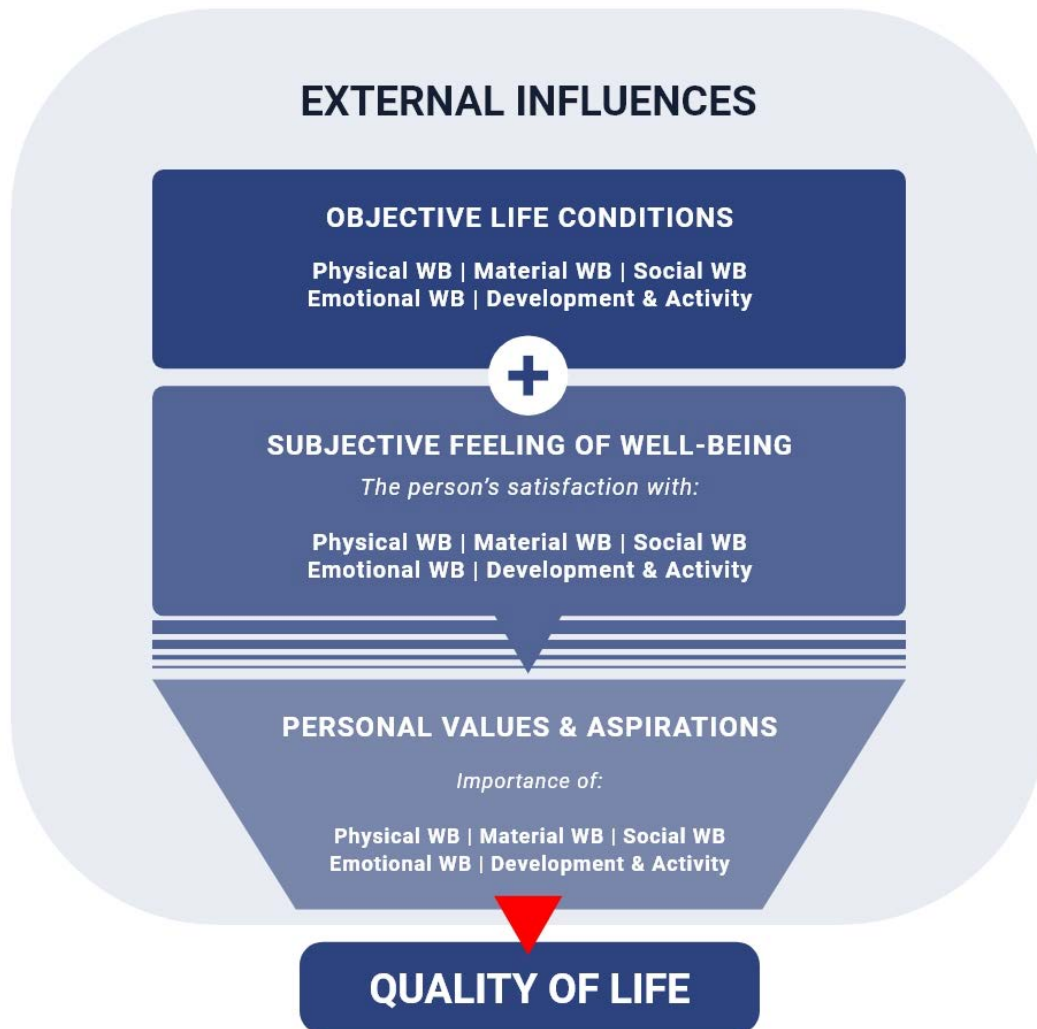 EXTERNAL INFLUENCES
OBJECTIVE LIFE CONDITIONS
Physical WB | Material WB | Social WB
Emotional WB | Development & Activity
+
SUBJECTIVE FEELING OF WELL-BEING
The person's satisfaction with:
Physical WB | Material WB | Social WB
Emotional WB | Development & Activity
PERSONAL VALUES & ASPIRATIONS
Importance of:
Physical WB | Material WB | Social WB
Emotional WB | Development & Activity
QUALITY OF LIFE